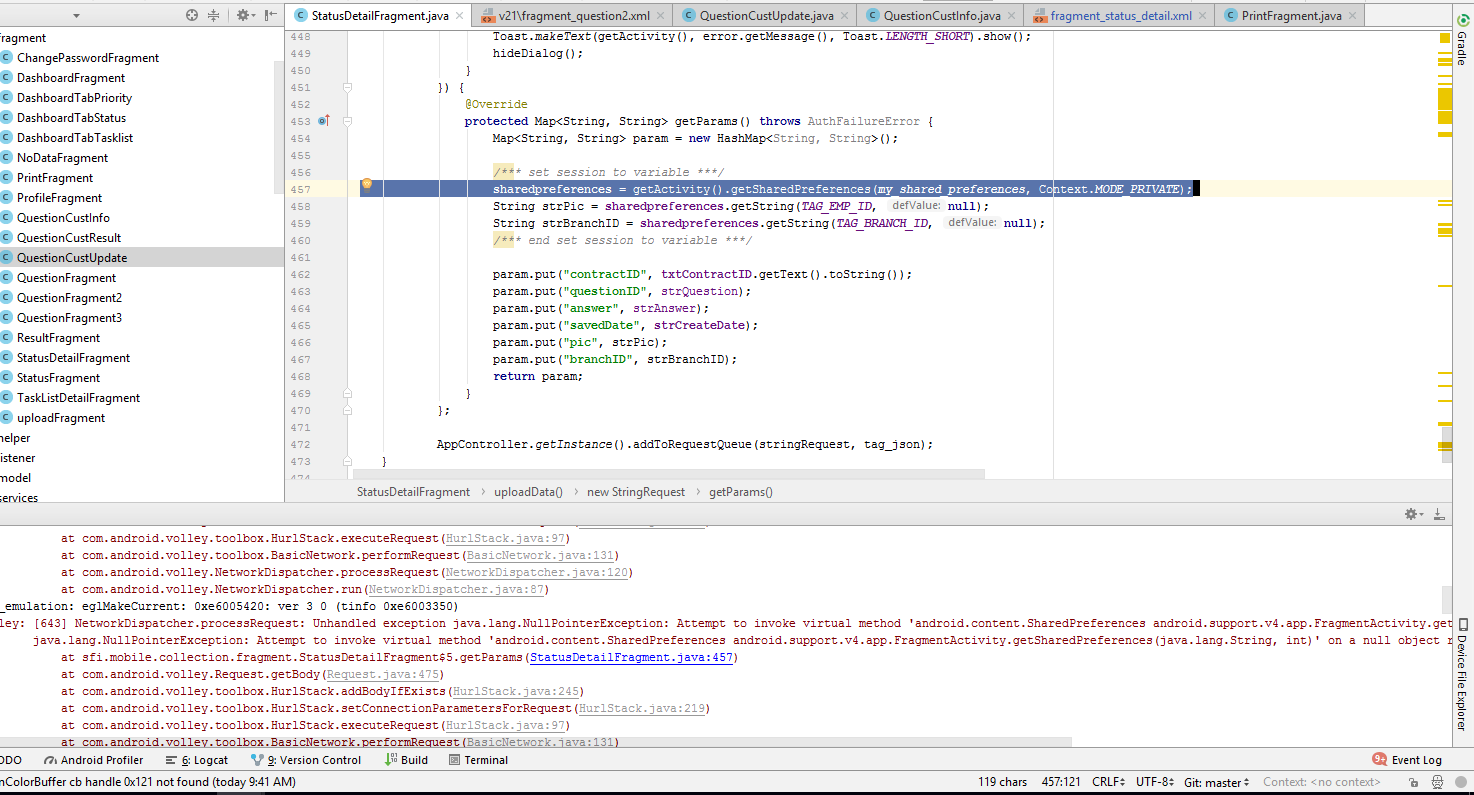 StatusDetailFragment.java
v21\fragment_question2.xml
QuestionCustUpdate.java
QuestionCustInfo.java
fragment_status_detail.xml
PrintFragment.java
Gradle
fragment
ChangePasswordFragment
DashboardFragment
DashboardTabPriority
DashboardTabStatus
DashboardTabTasklist
NoDataFragment
PrintFragment
ProfileFragment
QuestionCustInfo
QuestionCustResult
QuestionCustUpdate
QuestionFragment
QuestionFragment2
QuestionFragment3
ResultFragment
StatusDetailFragment
StatusFragment
TaskListDetailFragment
uploadFragment
helper
istener
model
services
448 Toast.makeText(getActivity(), error.getMessage(), Toast.LENGTH_SHORT).show();
449 hideDialog();
450 }
451 }) {
452 @Override
453 protected Map<String, String> getParams() throws AuthFailureError {
454 Map<String, String> param = new HashMap<String, String>();
455
456 /*** set session to variable ***/
457 sharedpreferences = getActivity().getSharedPreferences(my_shared_preferences, Context.MODE_PRIVATE);
458 String strPic = sharedpreferences.getString(TAG_EMP_ID, defValue: null);
459 String strBranchID = sharedpreferences.getString(TAG_BRANCH_ID, defValue: null);
460 /*** end set session to variable ***/
461
462 param.put("contractID", txtContractID.getText().toString());
463 param.put("questionID", strQuestion);
464 param.put("answer", strAnswer);
465 param.put("savedDate", strCreateDate);
466 param.put("pic", strPic);
467 param.put("branchID", strBranchID);
468 return param;
469 }
470 };
471
472 AppController.getInstance().addToRequestQueue(stringRequest, tag_json);
473 }
474
StatusDetailFragment › uploadData() › new StringRequest › getParams()
at com.android.volley.toolbox.HurlStack.executeRequest(HurlStack.java:97)
at com.android.volley.toolbox.BasicNetwork.performRequest(BasicNetwork.java:131)
at com.android.volley.NetworkDispatcher.processRequest(NetworkDispatcher.java:120)
at com.android.volley.NetworkDispatcher.run(NetworkDispatcher.java:87)
_emulation: eglMakeCurrent: 0xe6005420: ver 3 0 (tinfo 0xe6003350)
ley: [643] NetworkDispatcher.processRequest: Unhandled exception java.lang.NullPointerException: Attempt to invoke virtual method 'android.content.SharedPreferences android.support.v4.app.FragmentActivity.get
java.lang.NullPointerException: Attempt to invoke virtual method 'android.content.SharedPreferences android.support.v4.app.FragmentActivity.getSharedPreferences(java.lang.String, int)' on a null object r
at sfi.mobile.collection.fragment.StatusDetailFragment$5.getParams(StatusDetailFragment.java:457)
at com.android.volley.Request.getBody(Request.java:475)
at com.android.volley.toolbox.HurlStack.addBodyIfExists(HurlStack.java:245)
at com.android.volley.toolbox.HurlStack.setConnectionParametersForRequest(HurlStack.java:219)
at com.android.volley.toolbox.HurlStack.executeRequest(HurlStack.java:97)
at com.android.volley.toolbox.BasicNetwork.performRequest(BasicNetwork.java:131)
Device File Explorer
ODO
Android Profiler
6: Logcat
9: Version Control
Build
Terminal
9+ Event Log
nColorBuffer cb handle 0x121 not found (today 9:41 AM)
119 chars 457:121 CRLF UTF-8 Git: master Context: <no context>